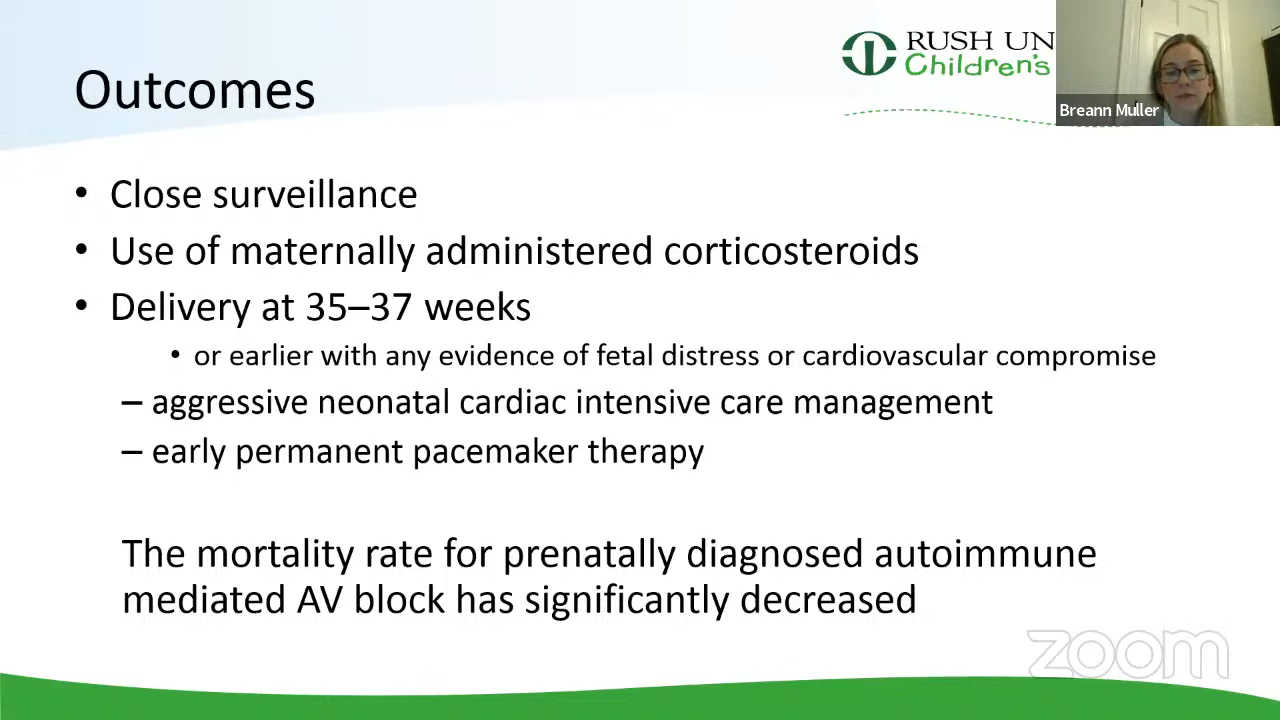 RUSH UN
Children's
Breann Muller
Outcomes
• Close surveillance
• Use of maternally administered corticosteroids
• Delivery at 35–37 weeks
• or earlier with any evidence of fetal distress or cardiovascular compromise
– aggressive neonatal cardiac intensive care management
– early permanent pacemaker therapy
The mortality rate for prenatally diagnosed autoimmune
mediated AV block has significantly decreased
zoom